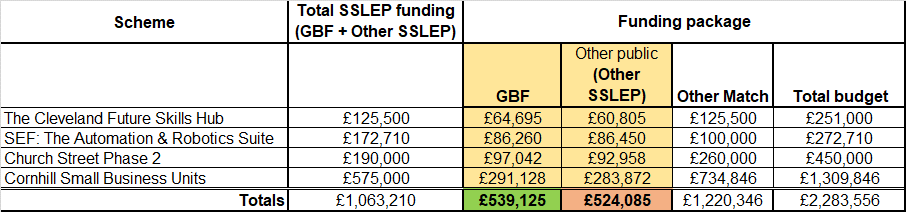 Scheme Total SSLEP funding (GBF + Other SSLEP) Funding package
GBF Other public (Other SSLEP) Other Match Total budget
The Cleveland Future Skills Hub £125,500 £64,695 £60,805 £125,500 £251,000
SEF: The Automation & Robotics Suite £172,710 £86,260 £86,450 £100,000 £272,710
Church Street Phase 2 £190,000 £97,042 £92,958 £260,000 £450,000
Cornhill Small Business Units £575,000 £291,128 £283,872 £734,846 £1,309,846
Totals £1,063,210 £539,125 £524,085 £1,220,346 £2,283,556